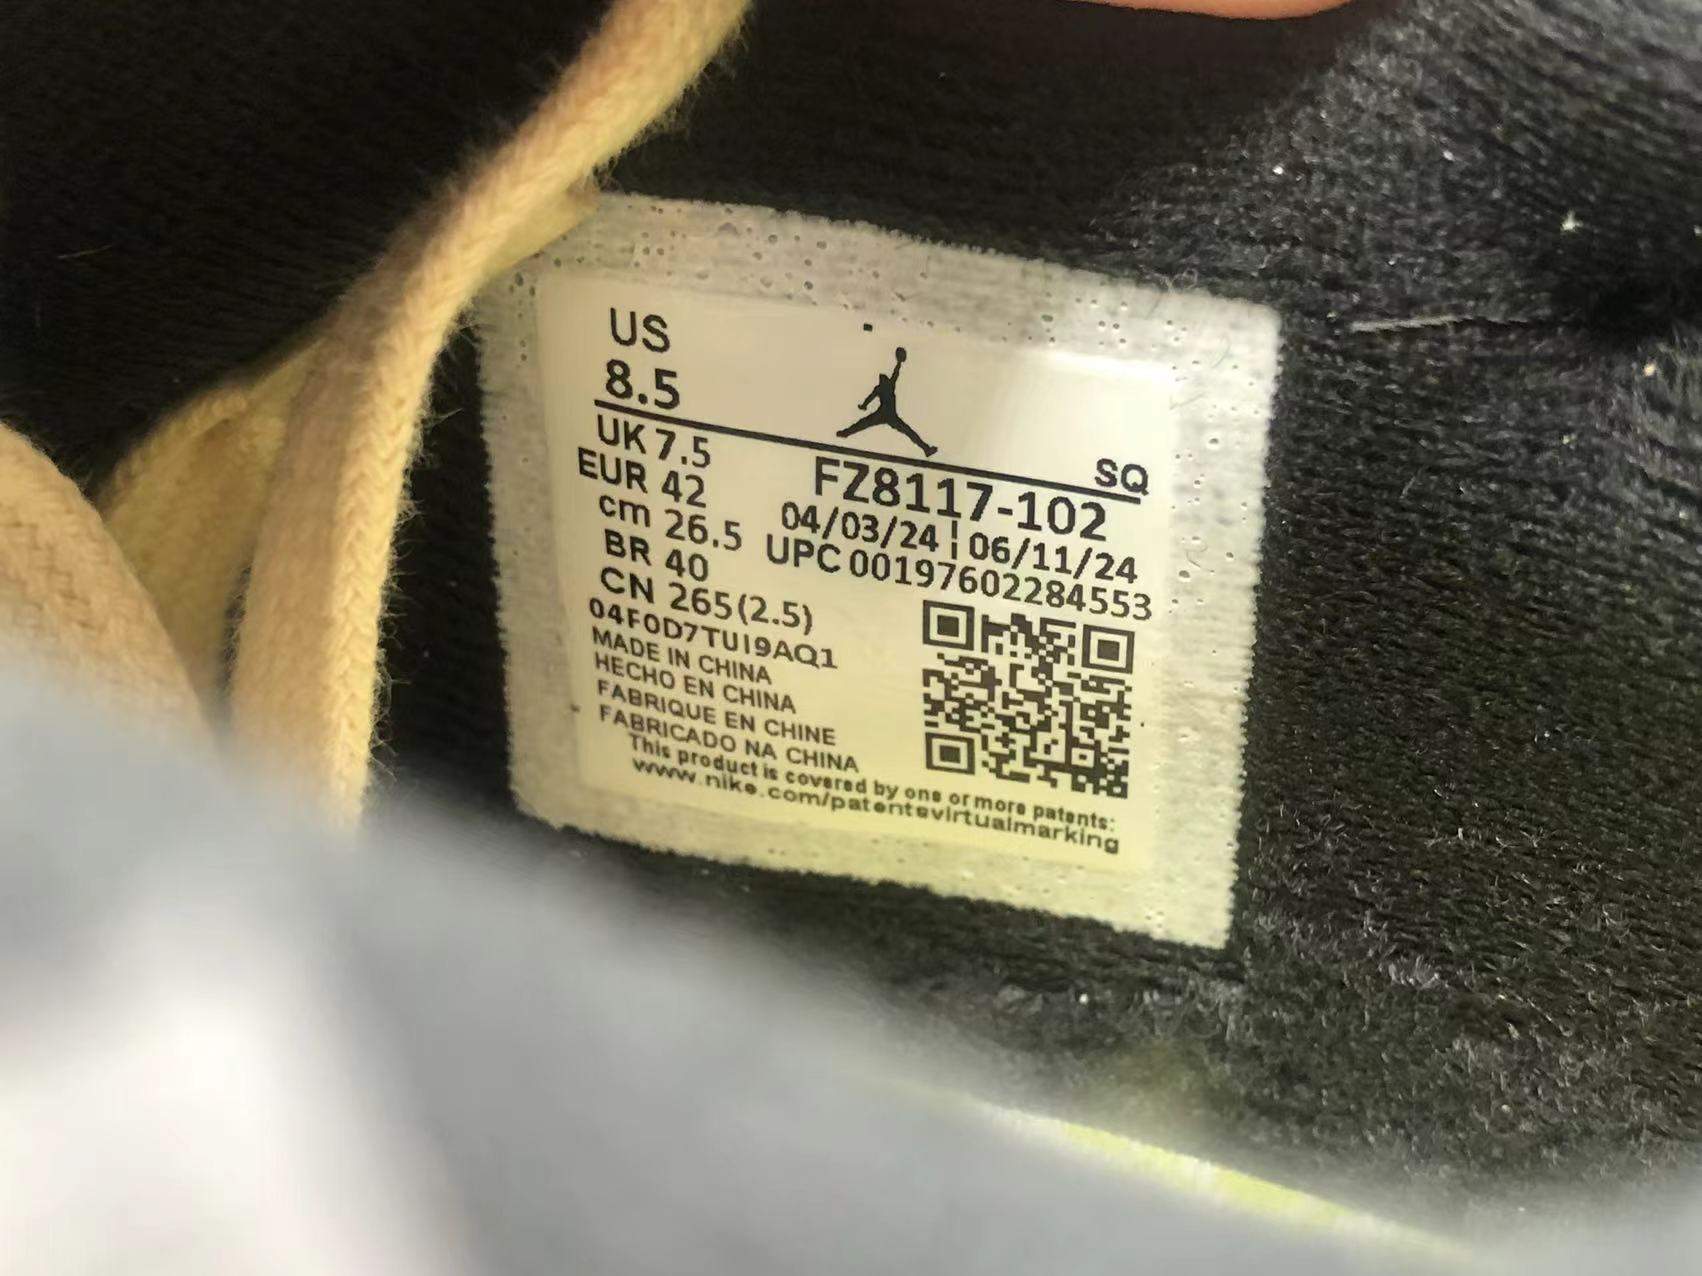 US
8.5
SQ
UK 7.5
EUR 42
cm 26.5
BR 40
CN 265(2.5)
FZ8117-102
04/03/24 | 06/11/24
UPC 00197602284553
04F0D7TUI9AQ1
MADE IN CHINA
HECHO EN CHINA
FABRIQUE EN CHINE
FABRICADO NA CHINA
This product is covered by one or more patents:
www.nike.com/patentsvirtualmarking